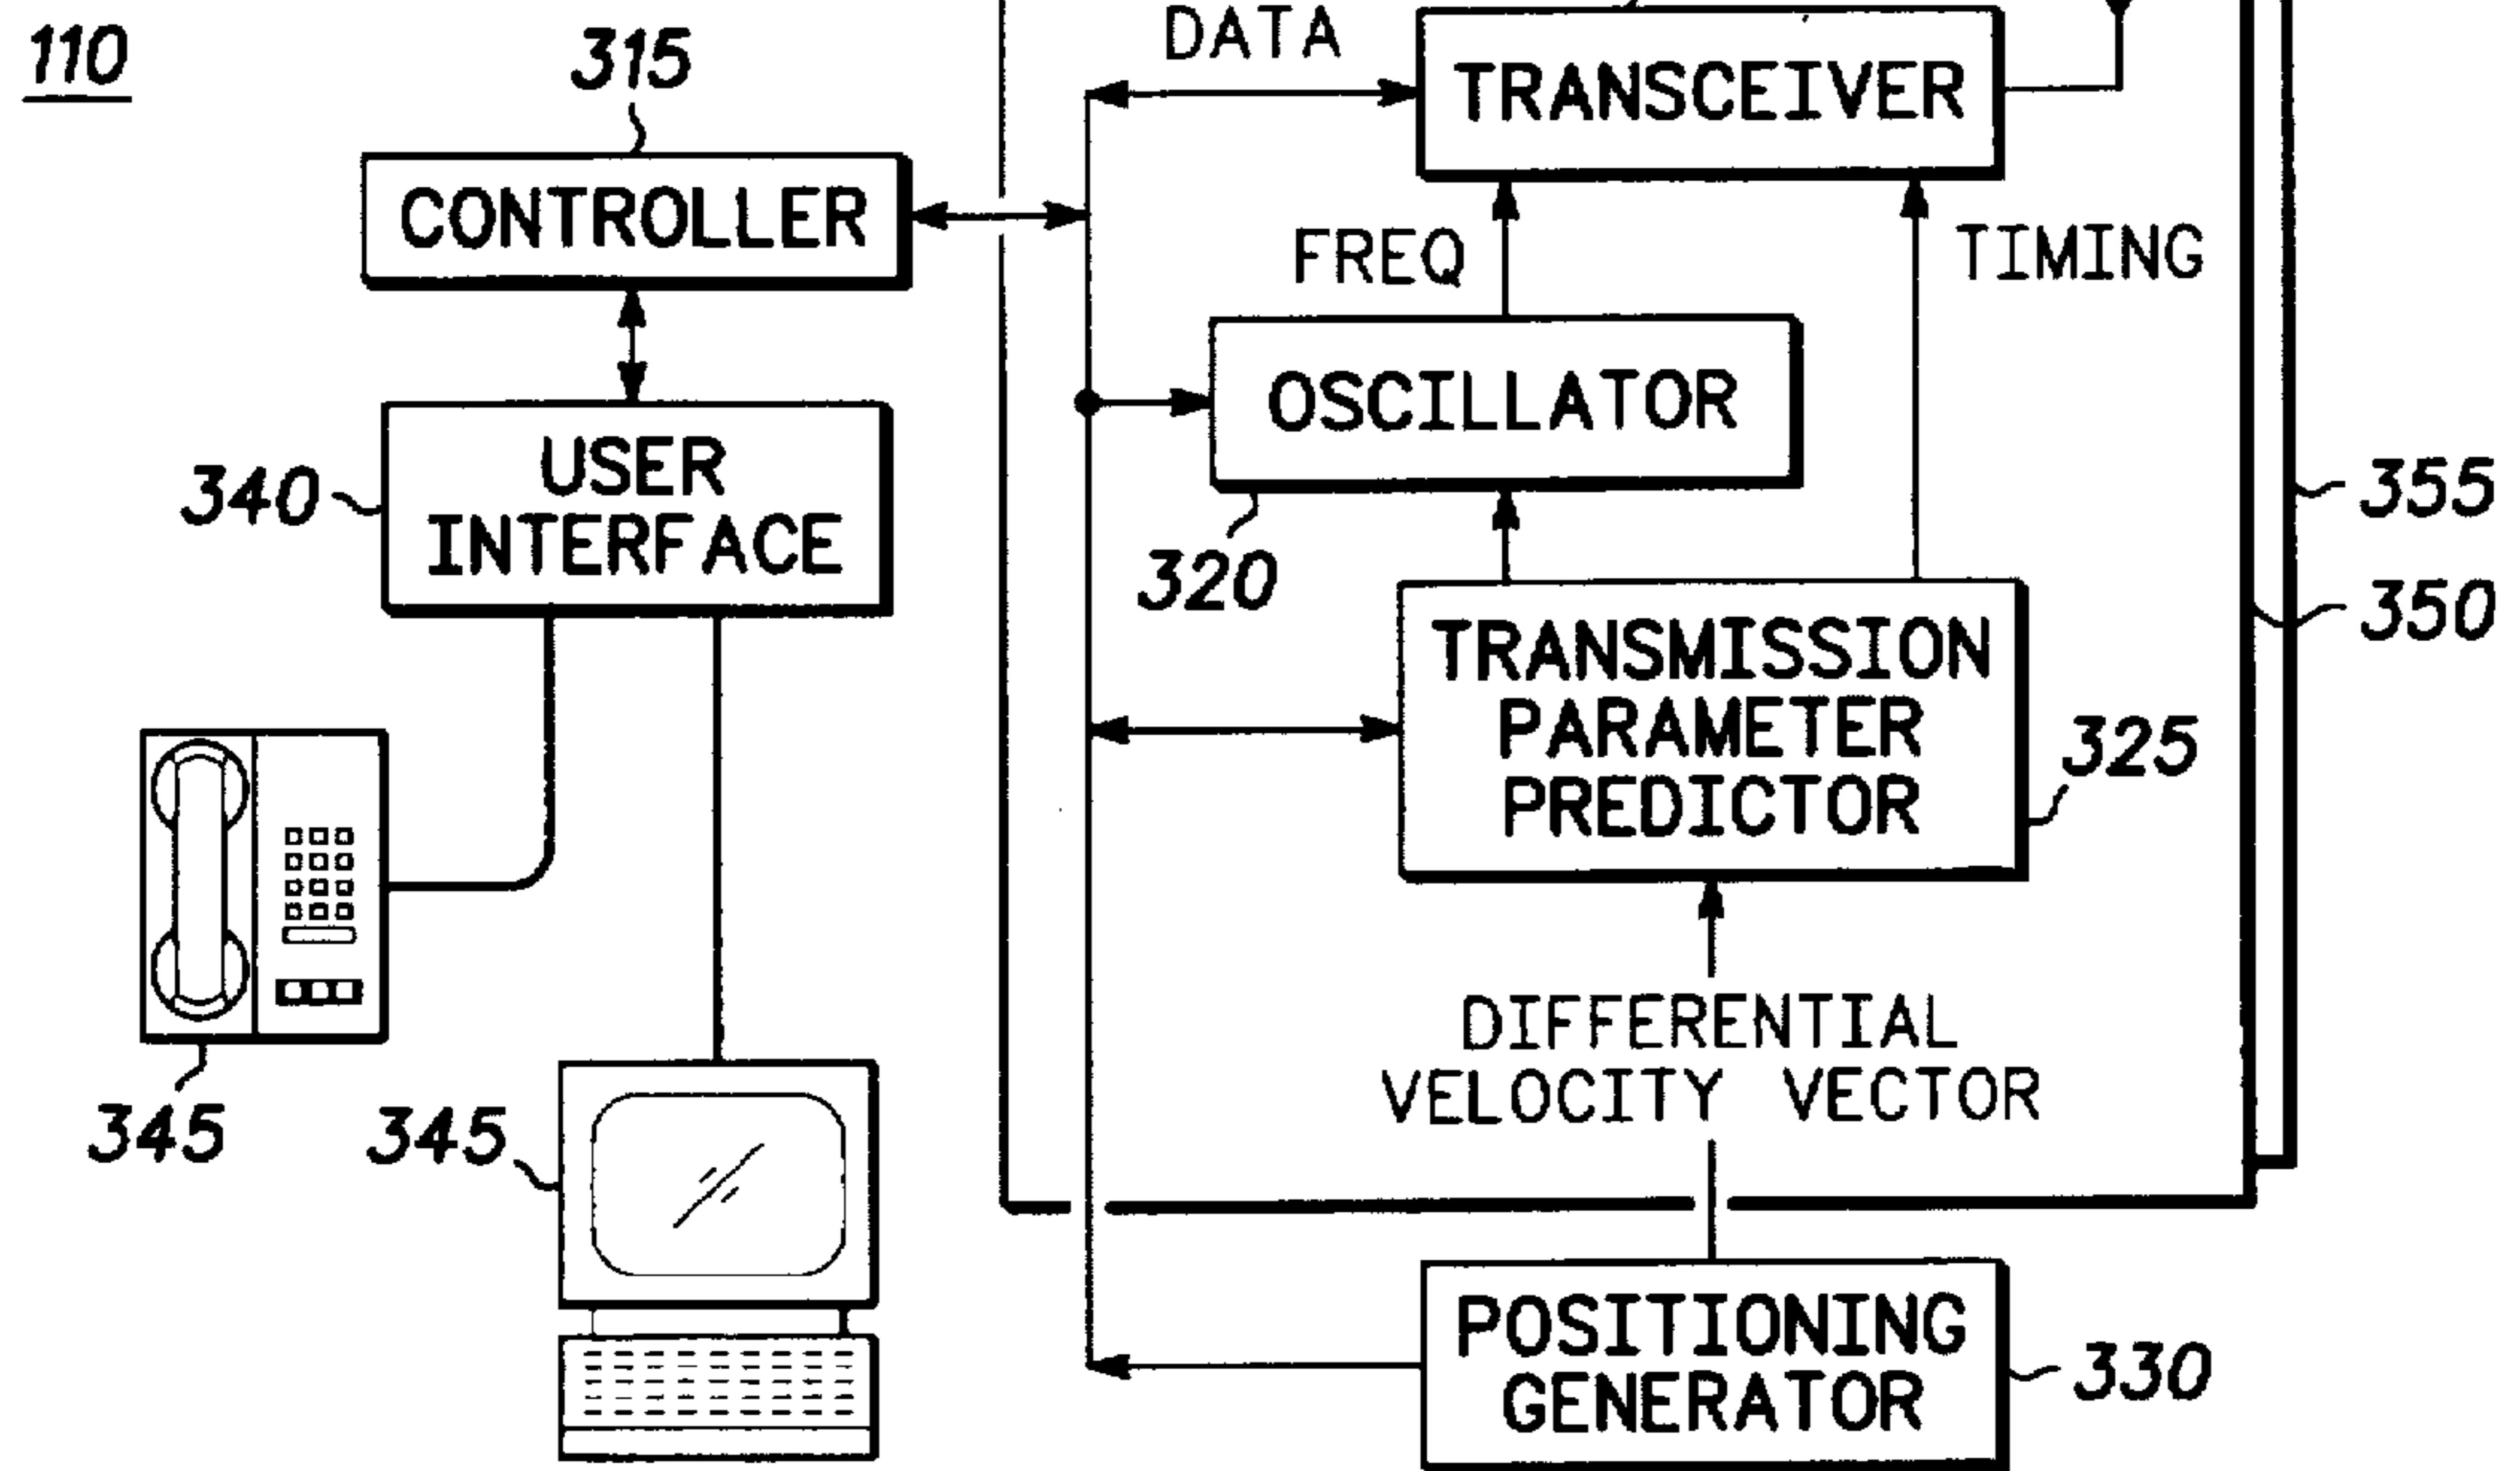 110
315
DATA
TRANSCEIVER
CONTROLLER
FREQ
TIMING
OSCILLATOR
USER
INTERFACE
340
320
355
350
TRANSMISSION
PARAMETER
PREDICTOR
325
DIFFERENTIAL
VELOCITY VECTOR
345
345
POSITIONING
GENERATOR
330